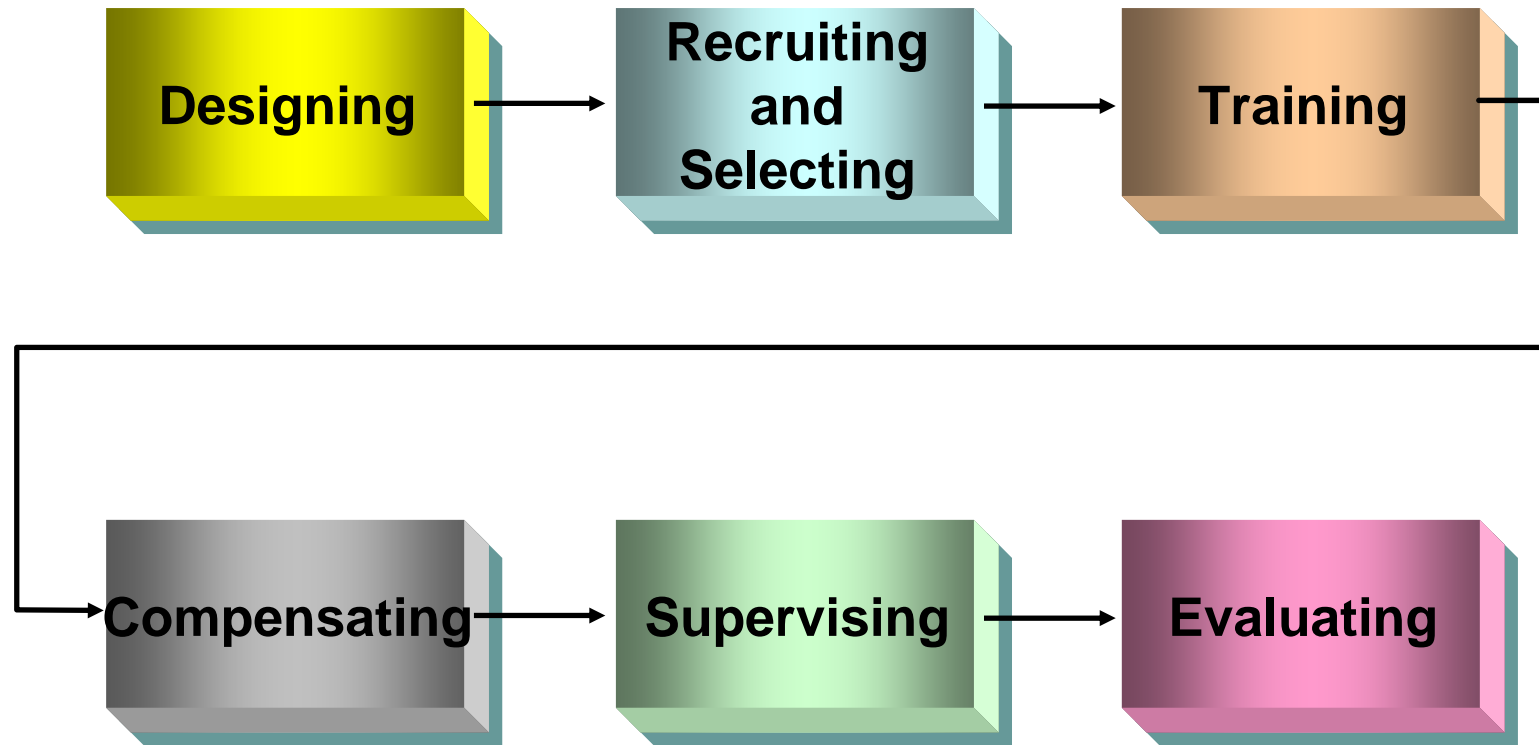 Designing
Recruiting
and
Selecting
Training
Compensating
Supervising
Evaluating